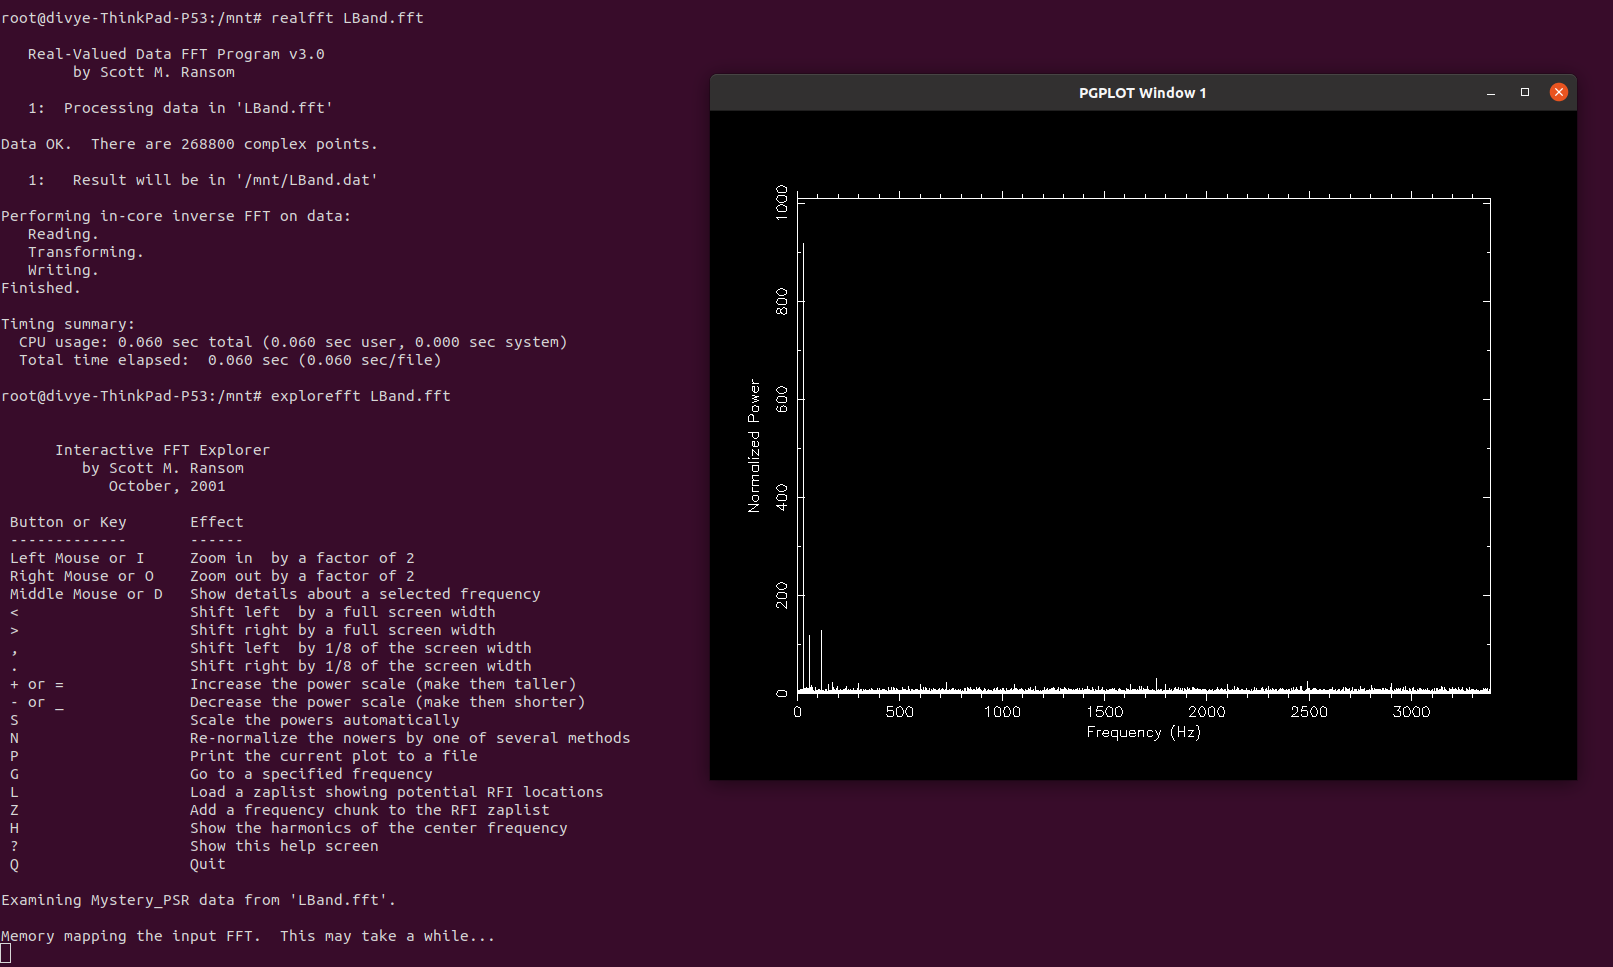 root@divye-ThinkPad-P53:/mnt# realfft LBand.fft
Real-Valued Data FFT Program v3.0
by Scott M. Ransom
1:  Processing data in 'LBand.fft'
Data OK.  There are 268800 complex points.
1:   Result will be in '/mnt/LBand.dat'
Performing in-core inverse FFT on data:
Reading.
Transforming.
Writing.
Finished.
Timing summary:
CPU usage: 0.060 sec total (0.060 sec user, 0.000 sec system)
Total time elapsed:  0.060 sec (0.060 sec/file)
root@divye-ThinkPad-P53:/mnt# explorefft LBand.fft
Interactive FFT Explorer
by Scott M. Ransom
October, 2001
Button or Key       Effect
-------------       ------
Left Mouse or I     Zoom in  by a factor of 2
Right Mouse or O    Zoom out by a factor of 2
Middle Mouse or D   Show details about a selected frequency
<                   Shift left  by a full screen width
>                   Shift right by a full screen width
,                   Shift left  by 1/8 of the screen width
.                   Shift right by 1/8 of the screen width
+ or =              Increase the power scale (make them taller)
- or _              Decrease the power scale (make them shorter)
S                   Scale the powers automatically
N                   Re-normalize the nowers by one of several methods
P                   Print the current plot to a file
G                   Go to a specified frequency
L                   Load a zaplist showing potential RFI locations
Z                   Add a frequency chunk to the RFI zaplist
H                   Show the harmonics of the center frequency
?                   Show this help screen
Q                   Quit
Examining Mystery_PSR data from 'LBand.fft'.
Memory mapping the input FFT.  This may take a while...
PGPLOT Window 1
1000
800
600
400
200
0
Normalized Power
0 500 1000 1500 2000 2500 3000
Frequency (Hz)